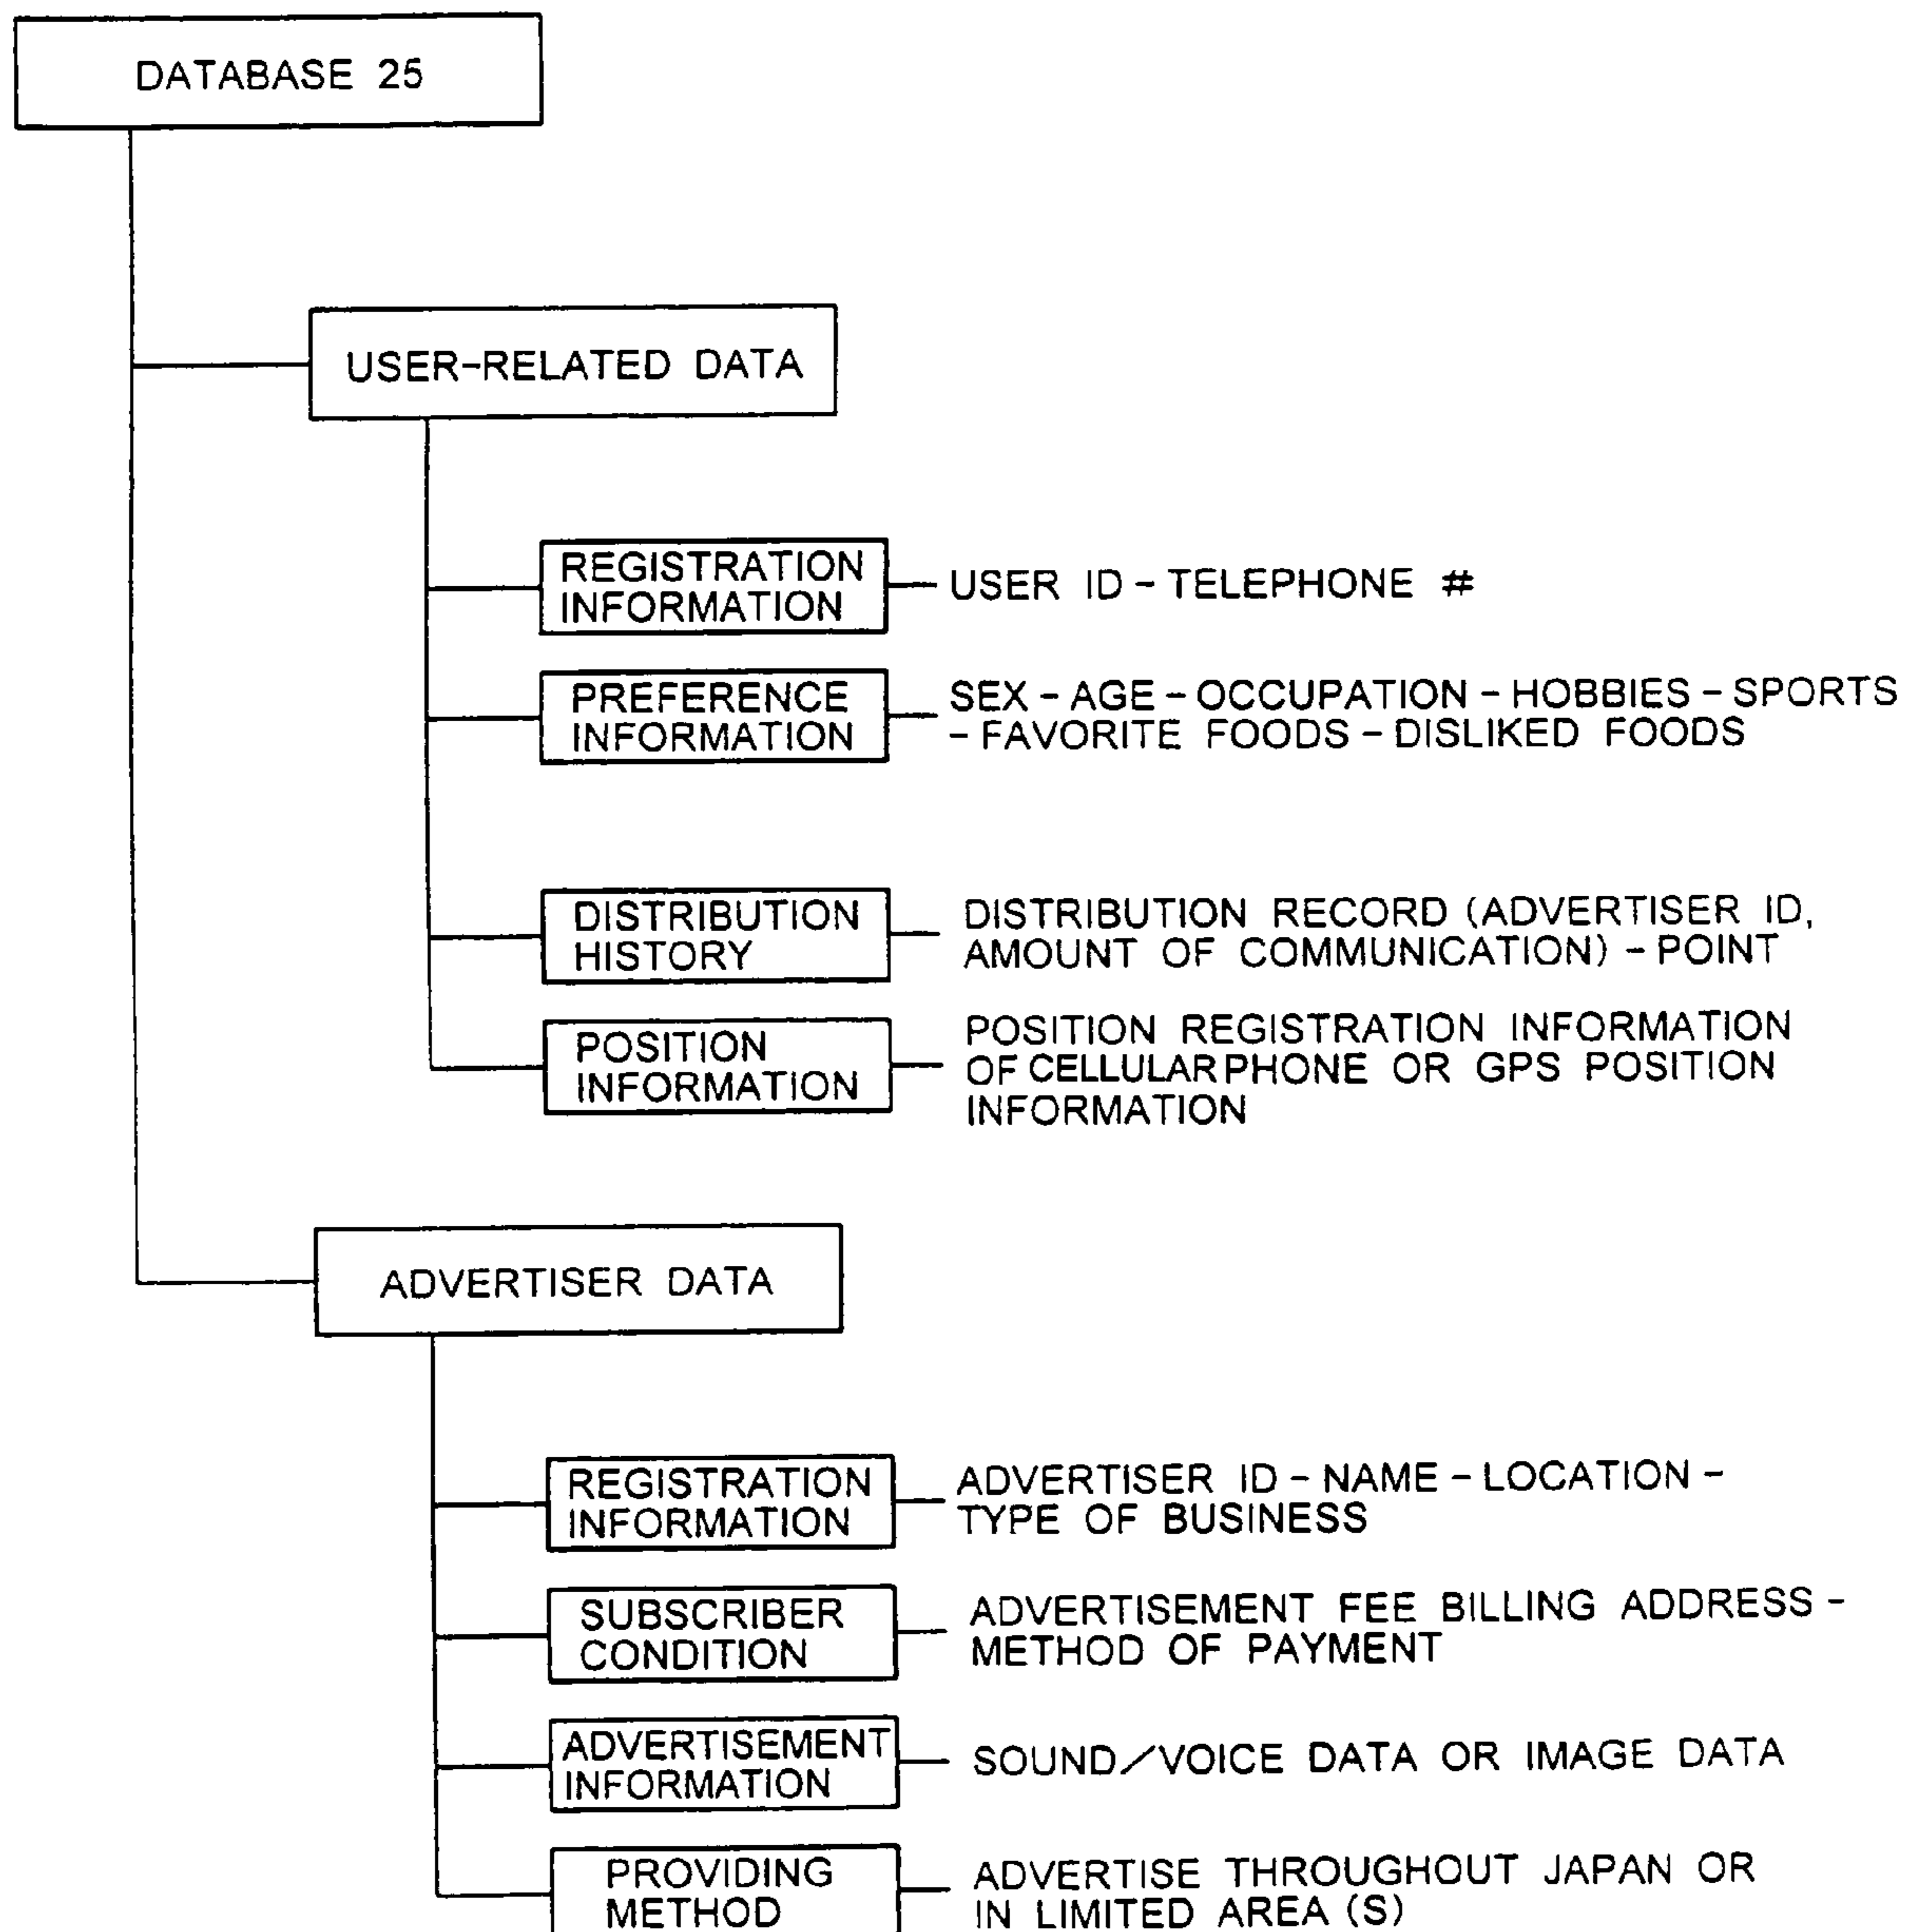 DATABASE 25
USER-RELATED DATA
REGISTRATION
INFORMATION
USER ID - TELEPHONE #
PREFERENCE
INFORMATION
SEX - AGE - OCCUPATION - HOBBIES - SPORTS
- FAVORITE FOODS - DISLIKED FOODS
DISTRIBUTION
HISTORY
DISTRIBUTION RECORD (ADVERTISER ID,
AMOUNT OF COMMUNICATION) - POINT
POSITION
INFORMATION
POSITION REGISTRATION INFORMATION
OF CELLULARPHONE OR GPS POSITION
INFORMATION
ADVERTISER DATA
REGISTRATION
INFORMATION
ADVERTISER ID - NAME - LOCATION -
TYPE OF BUSINESS
SUBSCRIBER
CONDITION
ADVERTISEMENT FEE BILLING ADDRESS -
METHOD OF PAYMENT
ADVERTISEMENT
INFORMATION
SOUND/VOICE DATA OR IMAGE DATA
PROVIDING
METHOD
ADVERTISE THROUGHOUT JAPAN OR
IN LIMITED AREA (S)